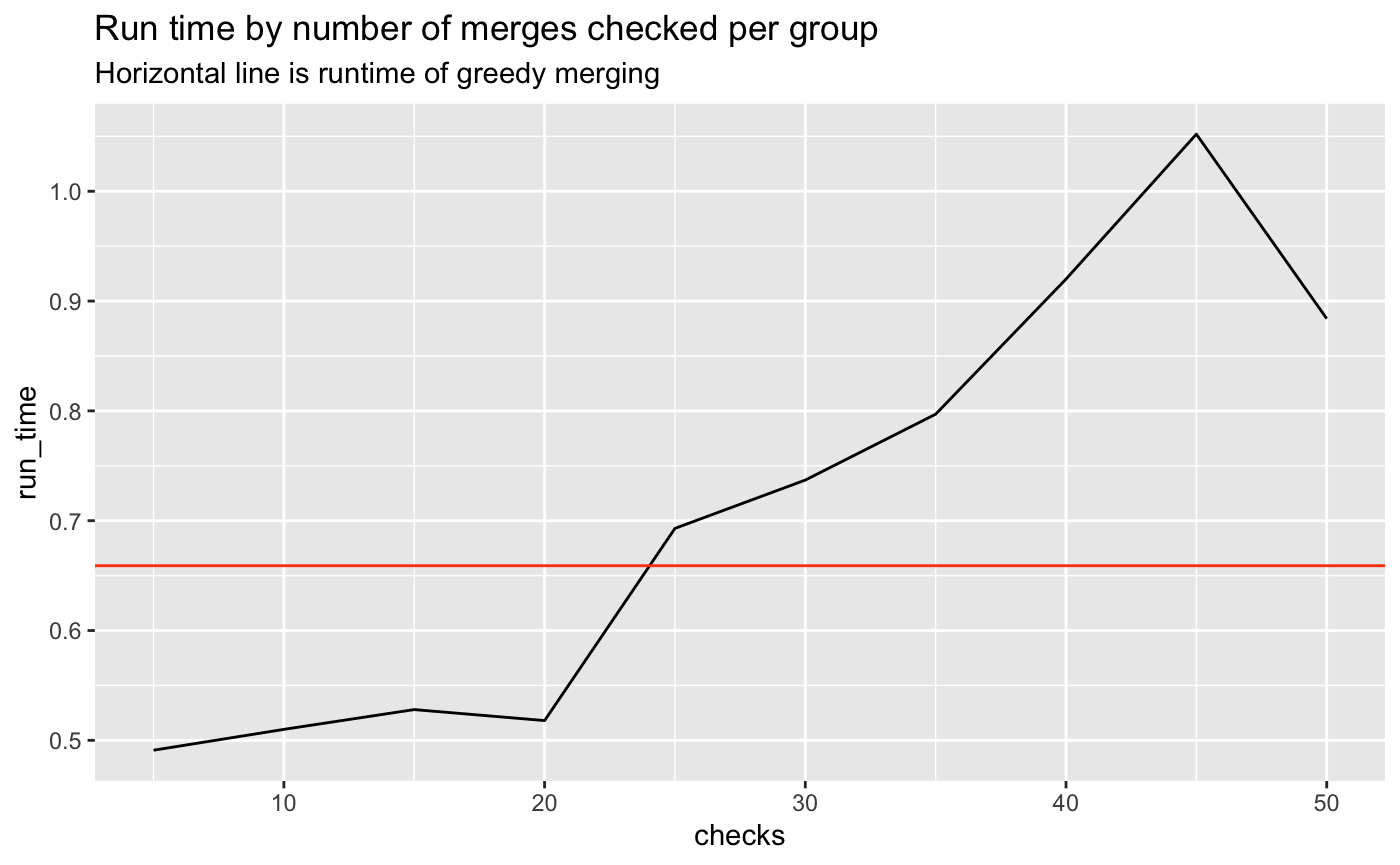 Run time by number of merges checked per group
Horizontal line is runtime of greedy merging
run_time
1.0
0.9
0.8
0.7
0.6
0.5
10 20 30 40 50
checks